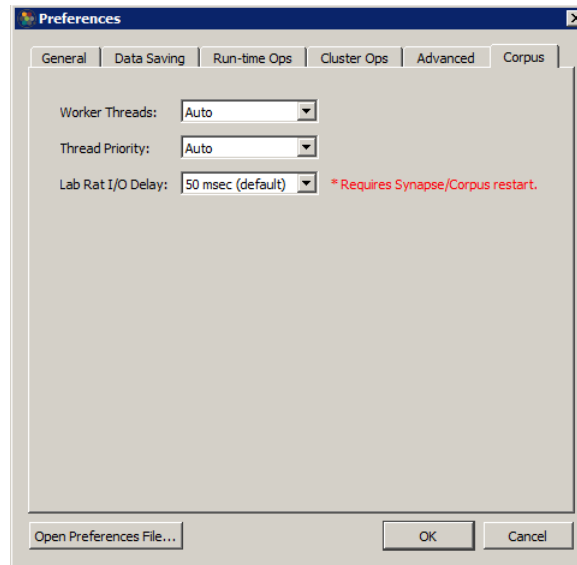 Preferences
General Data Saving Run-time Ops Cluster Ops Advanced Corpus
Worker Threads: Auto
Thread Priority: Auto
Lab Rat I/O Delay: 50 msec (default) * Requires Synapse/Corpus restart.
Open Preferences File... OK Cancel